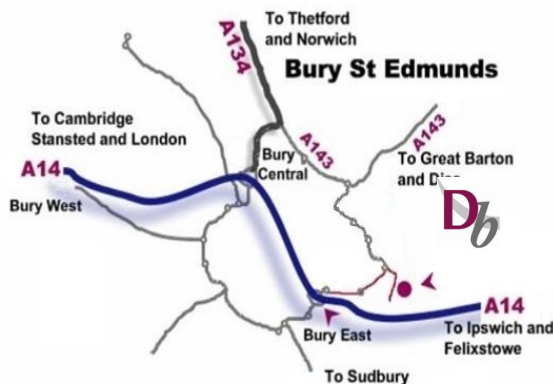 To Thetford
and Norwich
A134
Bury St Edmunds
To Cambridge
Stansted and London
A14
Bury West
Bury
Central
A143
A143
To Great Barton
and
Db
A14
Bury East
To Ipswich and
Felixstowe
To Sudbury